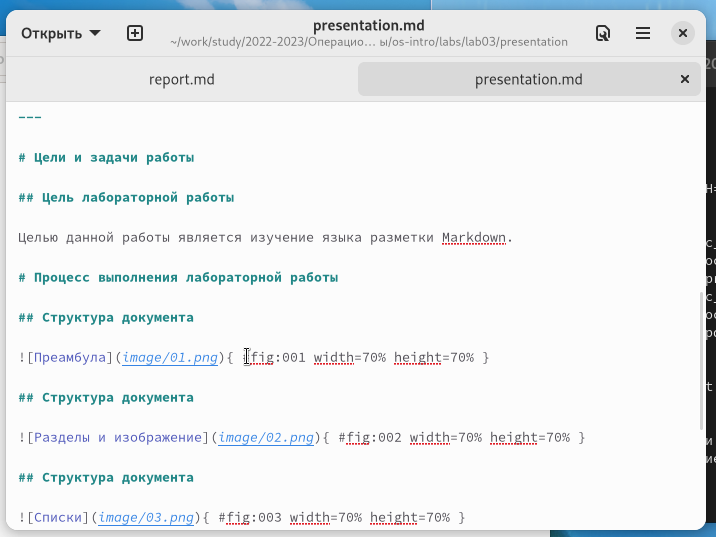 Открыть
presentation.md
~/work/study/2022-2023/Операцио… ы/os-intro/labs/lab03/presentation
report.md
presentation.md
---
# Цели и задачи работы
## Цель лабораторной работы
Целью данной работы является изучение языка разметки Markdown.
# Процесс выполнения лабораторной работы
## Структура документа
![Преамбула](image/01.png){ #fig:001 width=70% height=70% }
## Структура документа
![Разделы и изображение](image/02.png){ #fig:002 width=70% height=70% }
## Структура документа
![Списки](image/03.png){ #fig:003 width=70% height=70% }